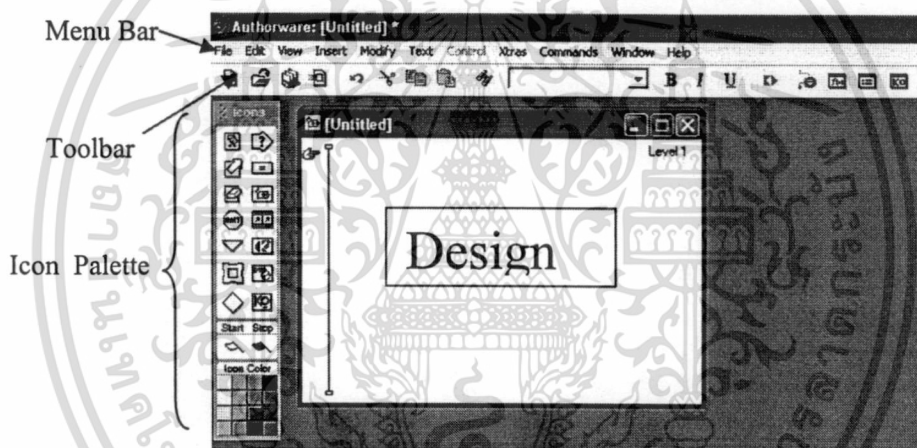 Menu Bar
Authorware: [Untitled] *
File Edit View Insert Modify Text Control Xtras Commands Window Help
B I U
Toolbar
Icons
[Untitled]
Level 1
Design
Icon Palette
WAIT
Start Stop
Icon Color